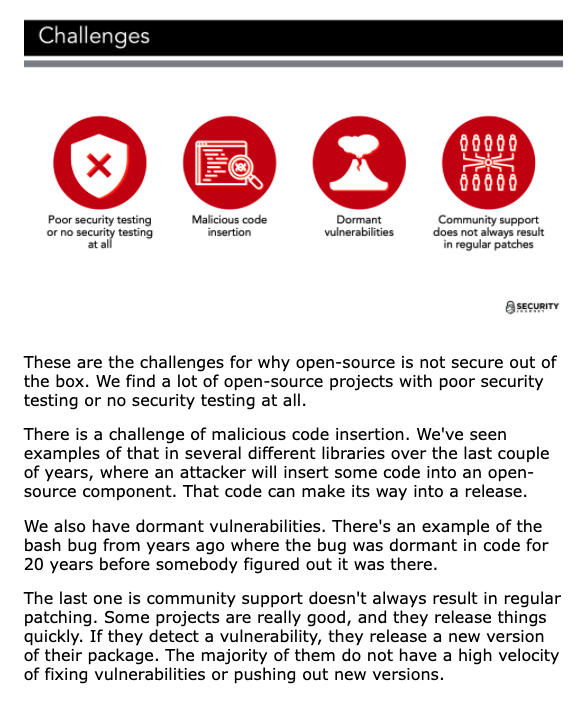 Challenges
Poor security testing
or no security testing
at all
Malicious code
insertion
Dormant
vulnerabilities
Community support
does not always result
in regular patches
SECURITY
JOURNEY
These are the challenges for why open-source is not secure out of
the box. We find a lot of open-source projects with poor security
testing or no security testing at all.
There is a challenge of malicious code insertion. We've seen
examples of that in several different libraries over the last couple
of years, where an attacker will insert some code into an open-
source component. That code can make its way into a release.
We also have dormant vulnerabilities. There's an example of the
bash bug from years ago where the bug was dormant in code for
20 years before somebody figured out it was there.
The last one is community support doesn't always result in regular
patching. Some projects are really good, and they release things
quickly. If they detect a vulnerability, they release a new version
of their package. The majority of them do not have a high velocity
of fixing vulnerabilities or pushing out new versions.